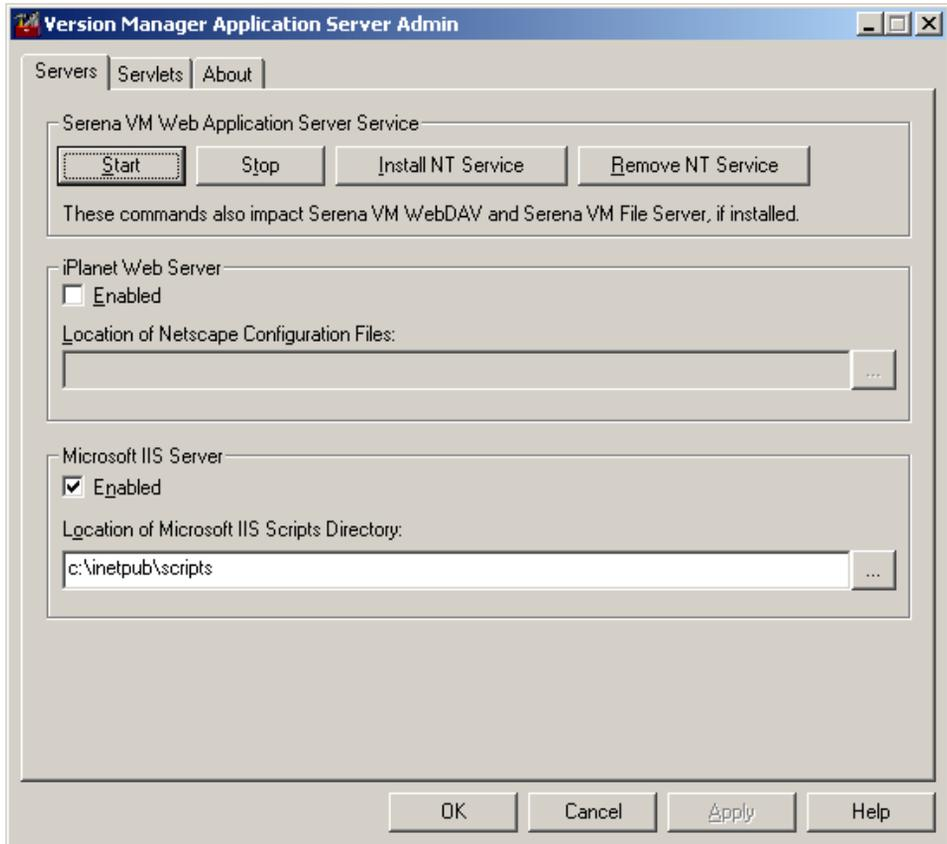 Version Manager Application Server Admin
Servers Servlets About
Serena VM Web Application Server Service
Start Stop Install NT Service Remove NT Service
These commands also impact Serena VM WebDAV and Serena VM File Server, if installed.
iPlanet Web Server
Enabled
Location of Netscape Configuration Files:
...
Microsoft IIS Server
Enabled
Location of Microsoft IIS Scripts Directory:
c:\inetpub\scripts ...
OK Cancel Apply Help